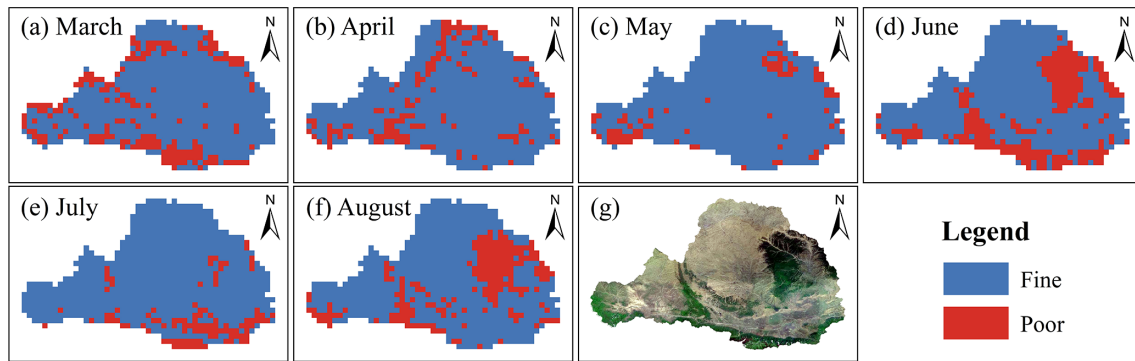 (a) March
N
(b) April
N
(c) May
N
(d) June
N
(e) July
N
(f) August
N
(g)
N
Legend
Fine
Poor